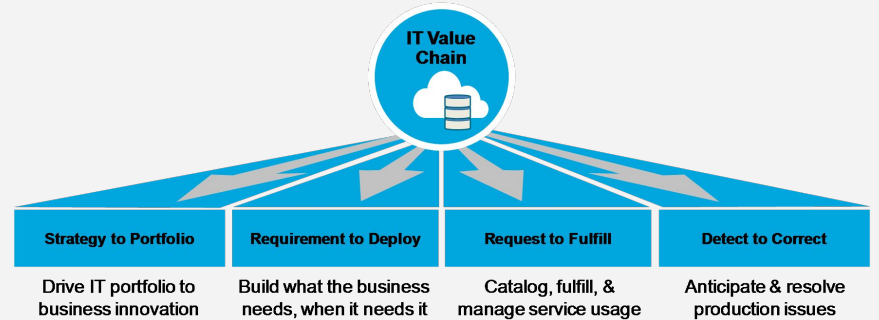 IT Value
Chain
Strategy to Portfolio
Requirement to Deploy
Request to Fulfill
Detect to Correct
Drive IT portfolio to
business innovation
Build what the business
needs, when it needs it
Catalog, fulfill, &
manage service usage
Anticipate & resolve
production issues